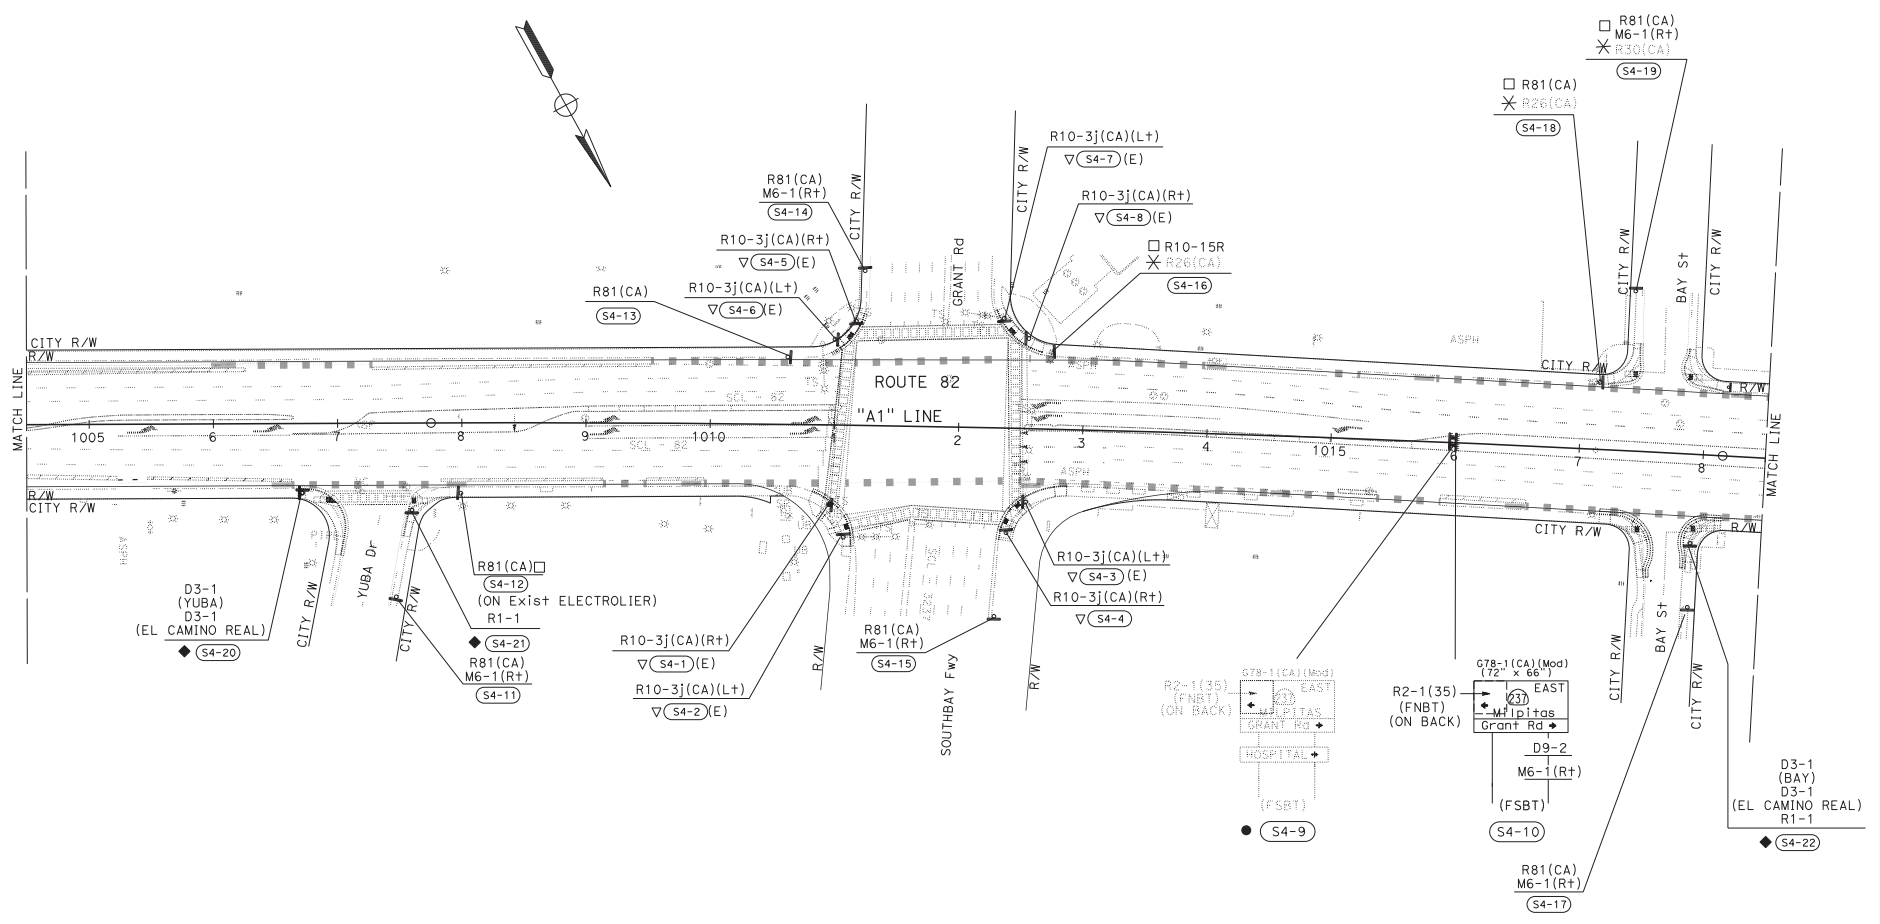 R81(CA)
M6-1(Rt)
R30(CA)
S4-19
R81(CA)
R26(CA)
S4-18
R10-3j(CA)(Lt)
S4-7 (E)
R81(CA)
M6-1(Rt)
S4-14
R10-3j(CA)(Rt)
S4-8 (E)
R10-3j(CA)(Rt)
S4-5 (E)
R10-15R
R26(CA)
S4-16
R10-3j(CA)(Lt)
S4-6 (E)
R81(CA)
S4-13
CITY R/W
CITY R/W
GRANT Rd
CITY R/W
BAY St
CITY R/W
CITY R/W
R/W
ASPH
ASPH
CITY R/W
R/W
MATCH LINE
ROUTE 82
SCL - 82
"A1" LINE
SCL - 82
1005 6 7 8 9 1010 2 3 4 1015 6 7 8
MATCH LINE
ASPH
R/W
CITY R/W
CITY R/W
R/W
ASPH
YUBA Dr
CITY R/W
CITY R/W
R81(CA)
S4-12
(ON Exist ELECTROLIER)
R1-1
S4-21
D3-1
(YUBA)
D3-1
(EL CAMINO REAL)
S4-20
R81(CA)
M6-1(Rt)
S4-11
R10-3j(CA)(Rt)
S4-1 (E)
R10-3j(CA)(Lt)
S4-2 (E)
R/W
SCL 3237
R10-3j(CA)(Lt)
S4-3 (E)
R10-3j(CA)(Rt)
S4-4
R81(CA)
M6-1(Rt)
S4-15
SOUTHBAY Fwy
R/W
G78-1(CA)(Mod)
R2-1(35)
(FNBT)
(ON BACK)
237 EAST
MILPITAS
GRANT Rd
HOSPITAL
(FSBT)
S4-9
G78-1(CA)(Mod)
(72" x 66")
R2-1(35)
(FNBT)
(ON BACK)
237 EAST
Milpitas
Grant Rd
D9-2
M6-1(Rt)
(FSBT)
S4-10
CITY R/W
BAY St
CITY R/W
D3-1
(BAY)
D3-1
(EL CAMINO REAL)
R1-1
S4-22
R81(CA)
M6-1(Rt)
S4-17